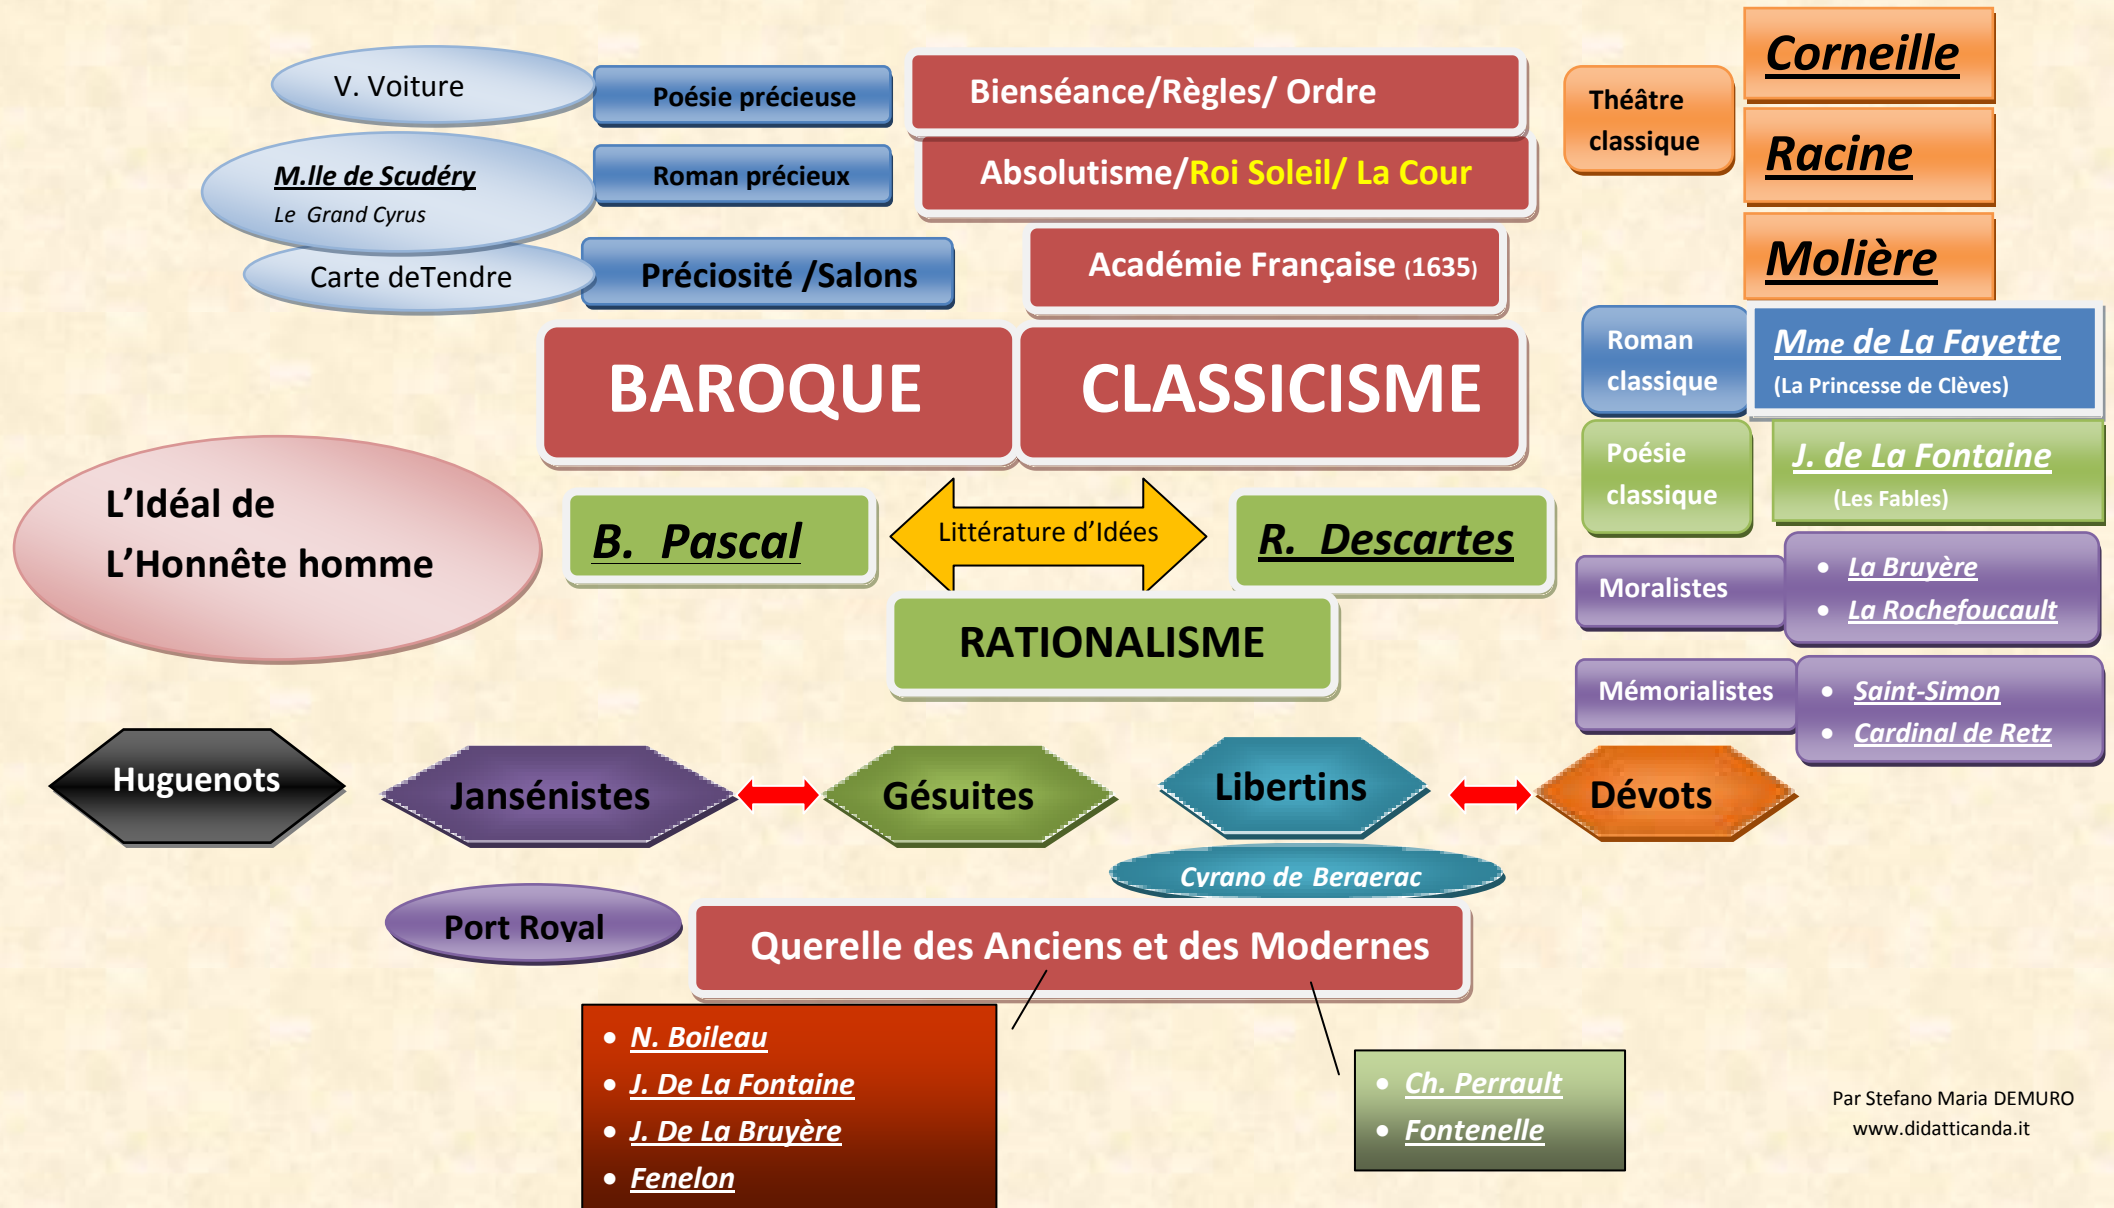 V. Voiture
Poésie précieuse
Bienséance/Règles/ Ordre
M.lle de Scudéry
Le Grand Cyrus
Roman précieux
Absolutisme/Roi Soleil/ La Cour
Carte deTendre
Préciosité /Salons
Académie Française (1635)
Théâtre
classique
Corneille
Racine
Molière
BAROQUE
CLASSICISME
Roman
classique
Mme de La Fayette
(La Princesse de Clèves)
Poésie
classique
J. de La Fontaine
(Les Fables)
L'Idéal de
L'Honnête homme
B. Pascal
Littérature d'Idées
R. Descartes
RATIONALISME
Moralistes
• La Bruyère
• La Rochefoucault
Mémorialistes
• Saint-Simon
• Cardinal de Retz
Huguenots
Jansénistes
Gésuites
Libertins
Dévots
Cyrano de Bergerac
Port Royal
Querelle des Anciens et des Modernes
• N. Boileau
• J. De La Fontaine
• J. De La Bruyère
• Fenelon
• Ch. Perrault
• Fontenelle
Par Stefano Maria DEMURO
www.didatticanda.it